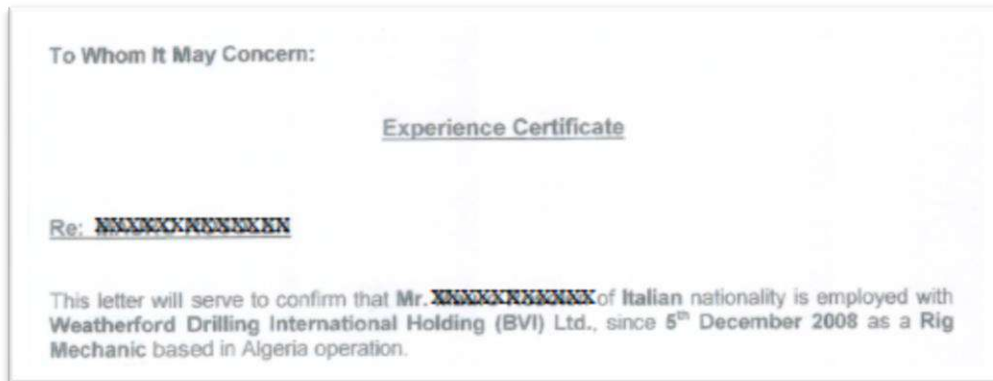 To Whom It May Concern:
Experience Certificate
Re:
This letter will serve to confirm that Mr. of Italian nationality is employed with
Weatherford Drilling International Holding (BVI) Ltd., since 5th December 2008 as a Rig
Mechanic based in Algeria operation.